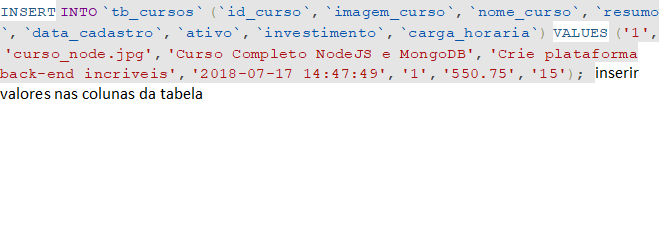 INSERT INTO `tb_cursos` (`id_curso`, `imagem_curso`, `nome_curso`, `resumo
`, `data_cadastro`, `ativo`, `investimento`, `carga_horaria`) VALUES ('1',
'curso_node.jpg', 'Curso Completo NodeJS e MongoDB', 'Crie plataforma
back-end incriveis', '2018-07-17 14:47:49', '1', '550.75', '15'); inserir
valores nas colunas da tabela